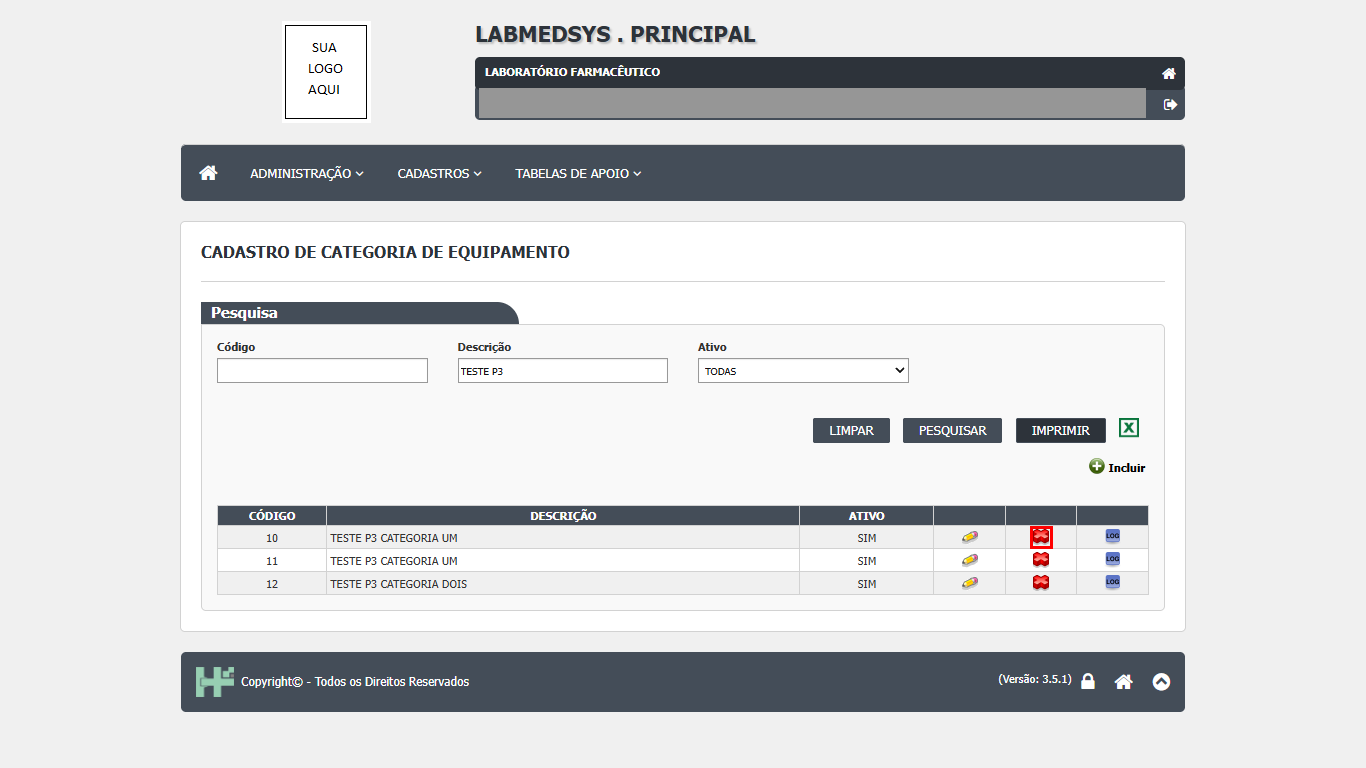 SUA
LOGO
AQUI
LABMEDSYS . PRINCIPAL
LABORATÓRIO FARMACÊUTICO
ADMINISTRAÇÃO CADASTROS TABELAS DE APOIO
CADASTRO DE CATEGORIA DE EQUIPAMENTO
Pesquisa
Código Descrição Ativo
TESTE P3 TODAS
LIMPAR PESQUISAR IMPRIMIR X
Incluir
CÓDIGO DESCRIÇÃO ATIVO
10 TESTE P3 CATEGORIA UM SIM LOG
11 TESTE P3 CATEGORIA UM SIM LOG
12 TESTE P3 CATEGORIA DOIS SIM LOG
Copyright© - Todos os Direitos Reservados (Versão: 3.5.1)